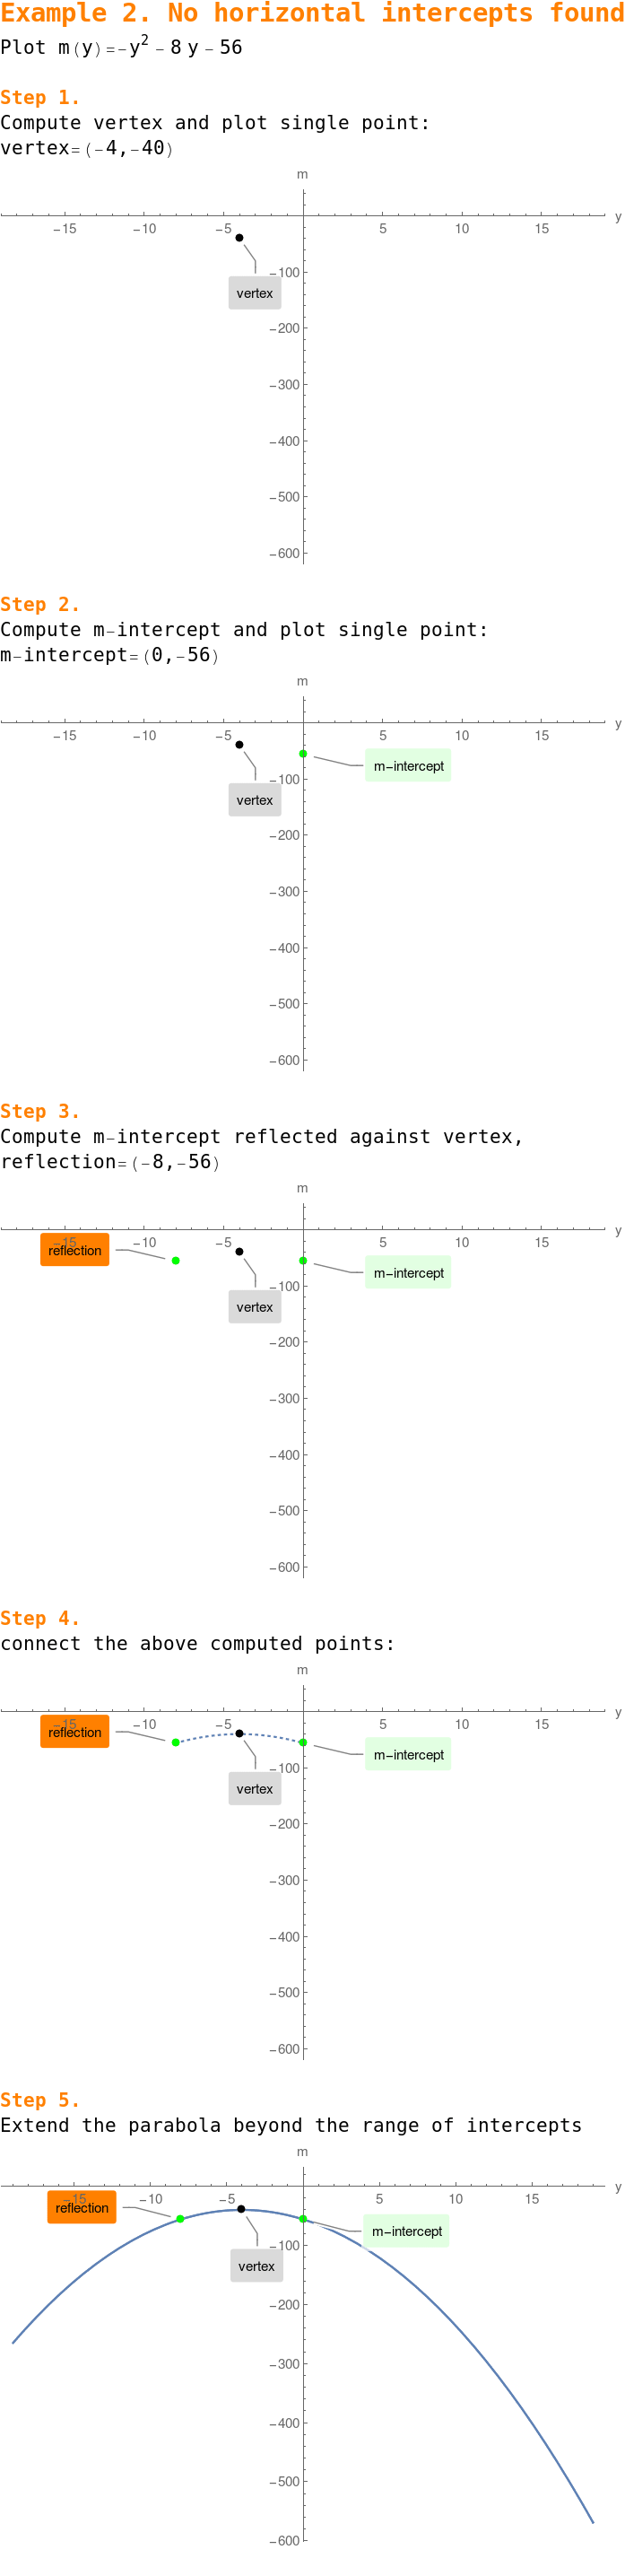 Example 2. No horizontal intercepts found
Plot m(y)=-y² - 8 y - 56
Step 1.
Compute vertex and plot single point:
vertex=(-4,-40)
m
y
-15 -10 -5 5 10 15
vertex
-100
-200
-300
-400
-500
-600
Step 2.
Compute m-intercept and plot single point:
m-intercept=(0,-56)
m
y
-15 -10 -5 5 10 15
m-intercept
-100
vertex
-200
-300
-400
-500
-600
Step 3.
Compute m-intercept reflected against vertex,
reflection=(-8,-56)
m
y
-15 -10 -5 5 10 15
reflection
m-intercept
-100
vertex
-200
-300
-400
-500
-600
Step 4.
connect the above computed points:
m
y
-15 -10 -5 5 10 15
reflection
m-intercept
-100
vertex
-200
-300
-400
-500
-600
Step 5.
Extend the parabola beyond the range of intercepts
m
y
-15 -10 -5 5 10 15
reflection
m-intercept
-100
vertex
-200
-300
-400
-500
-600